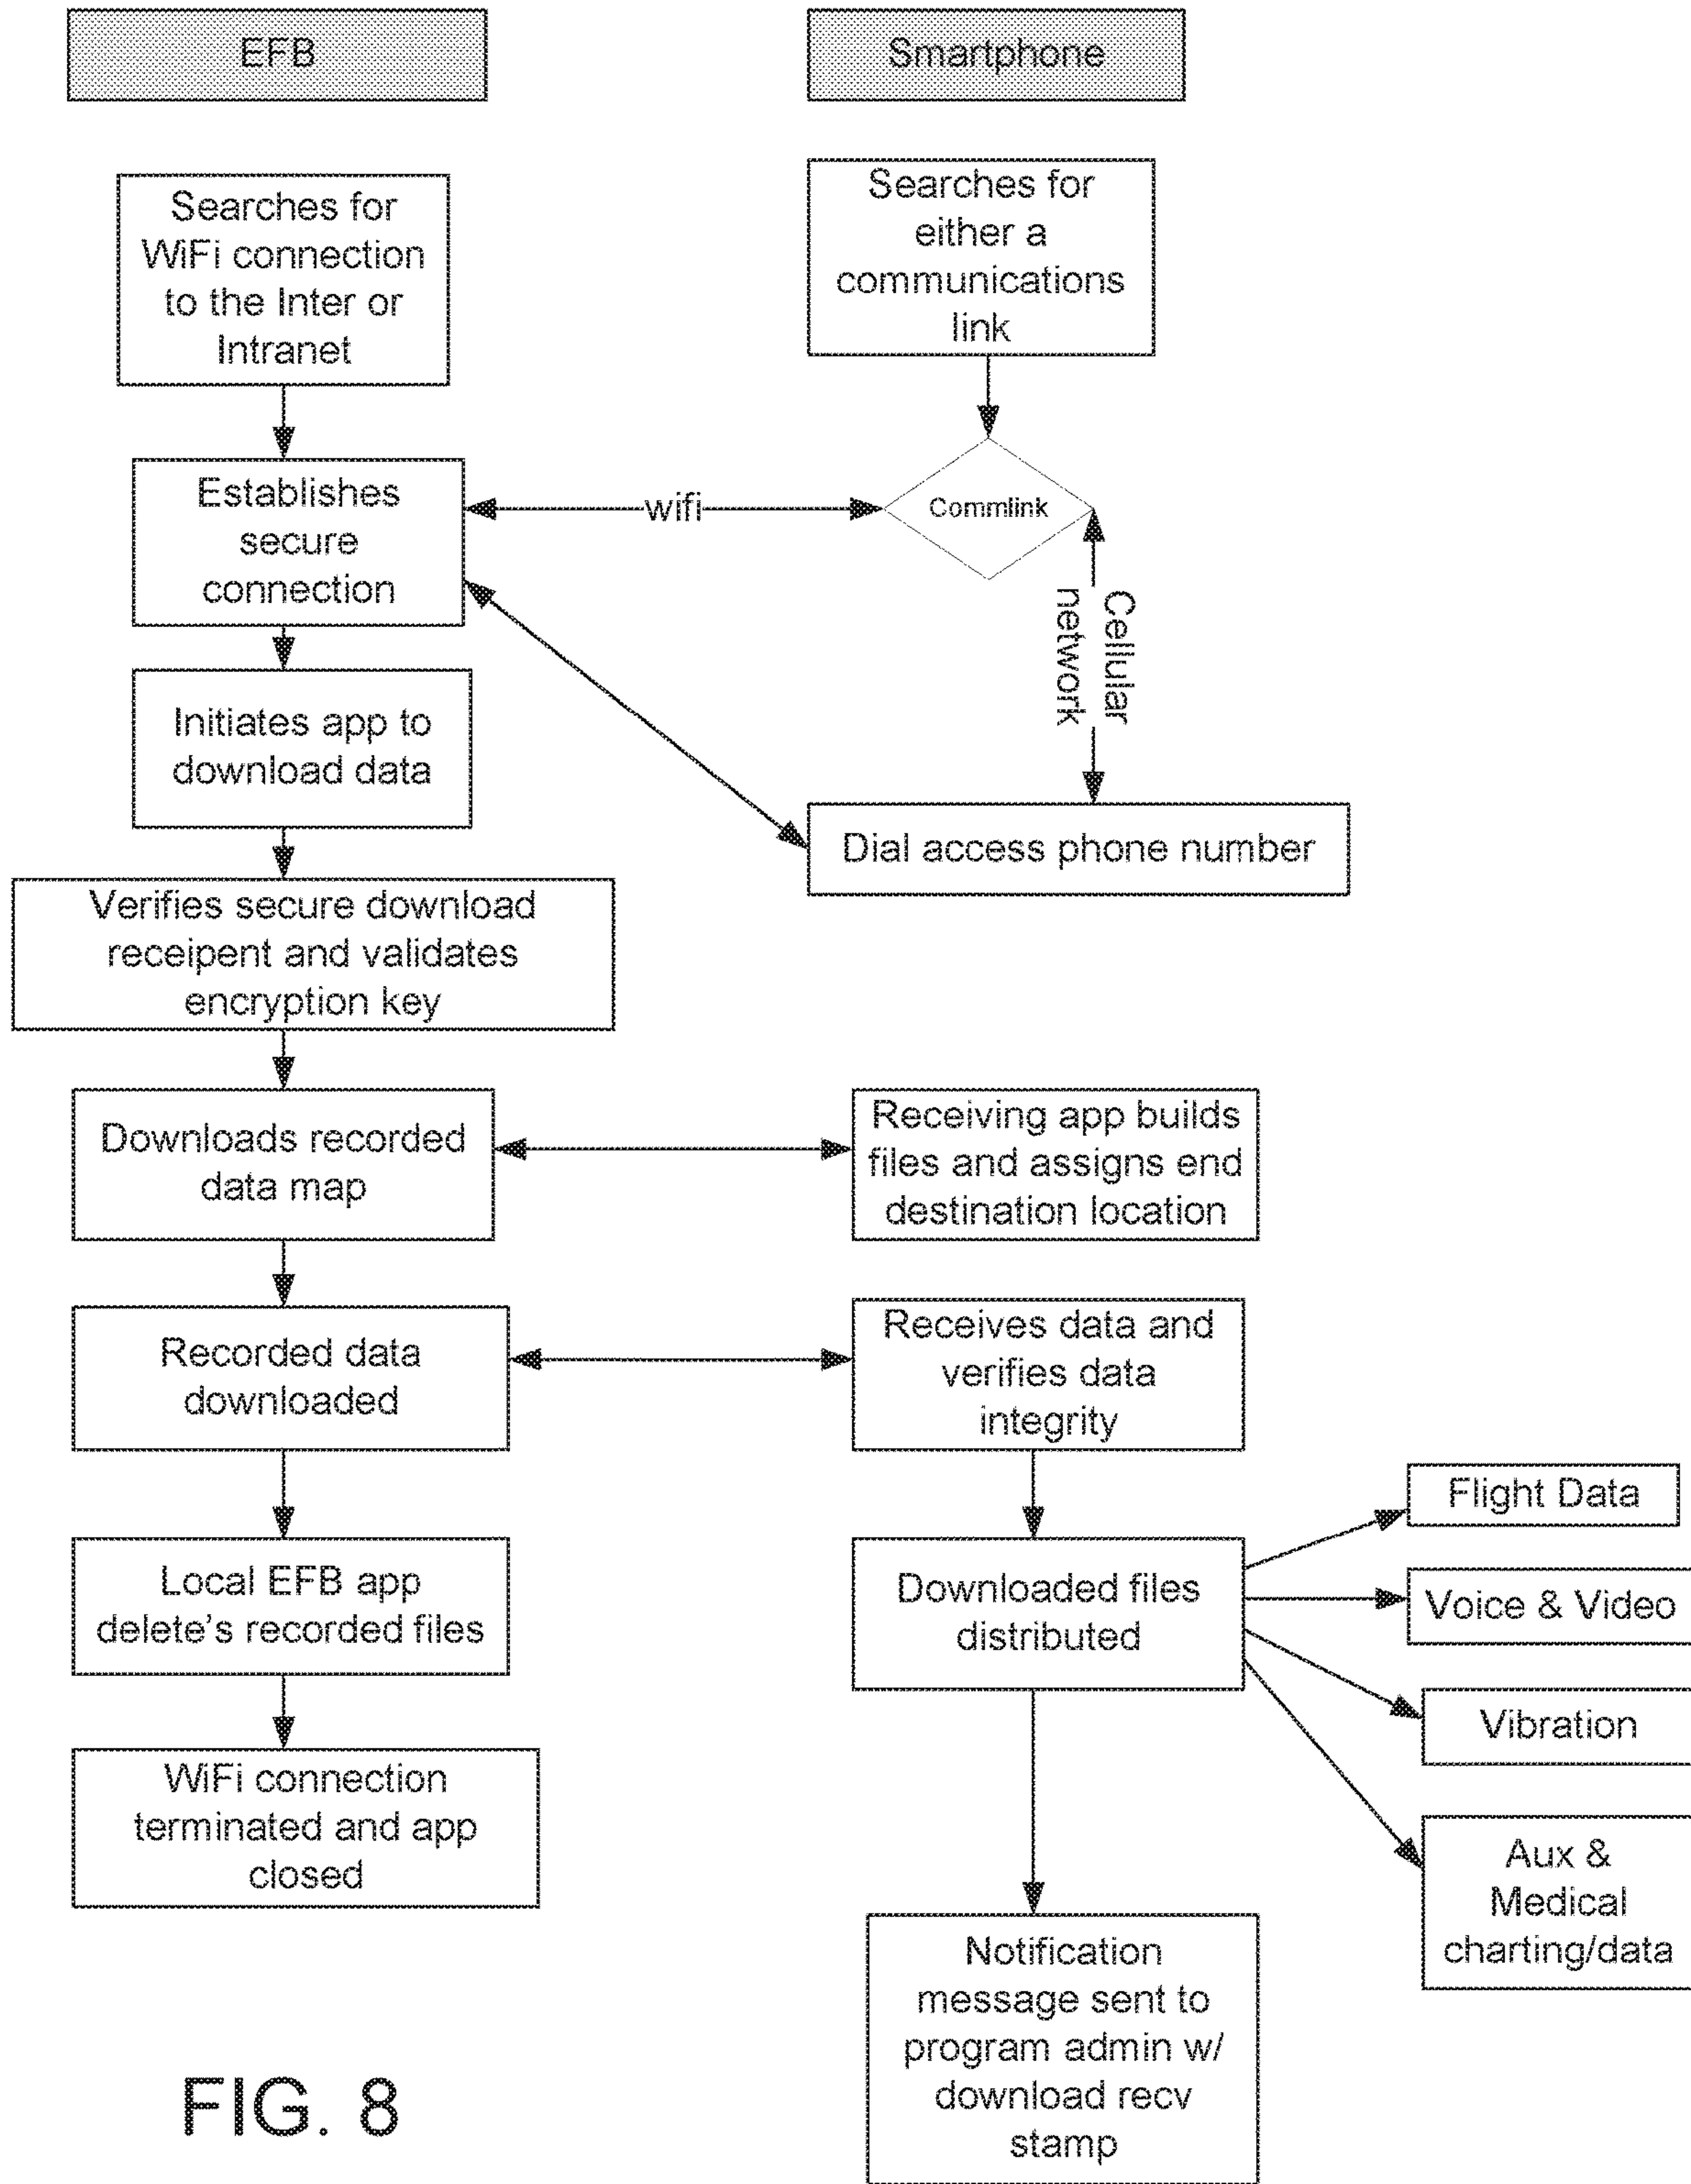 EFB
Smartphone
Searches for
WiFi connection
to the Inter or
Intranet
Searches for
either a
communications
link
Establishes
secure
connection
wifi
Commlink
Cellular
network
Initiates app to
download data
Dial access phone number
Verifies secure download
receipent and validates
encryption key
Downloads recorded
data map
Receiving app builds
files and assigns end
destination location
Recorded data
downloaded
Receives data and
verifies data
integrity
Flight Data
Local EFB app
delete's recorded files
Downloaded files
distributed
Voice & Video
Vibration
WiFi connection
terminated and app
closed
Aux &
Medical
charting/data
Notification
message sent to
program admin w/
download recv
stamp
FIG. 8